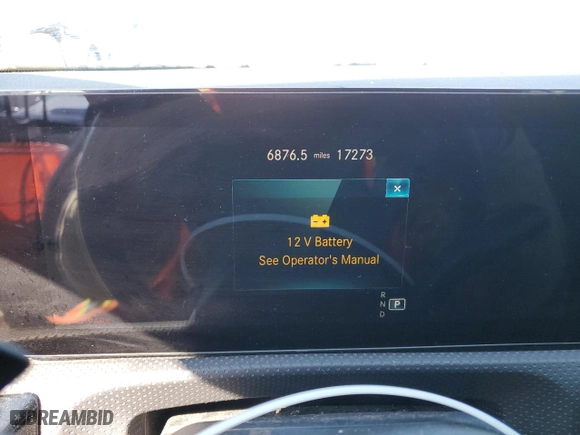 6876.5 miles 17273
12 V Battery
See Operator's Manual
R
N P
D
DREAMBID